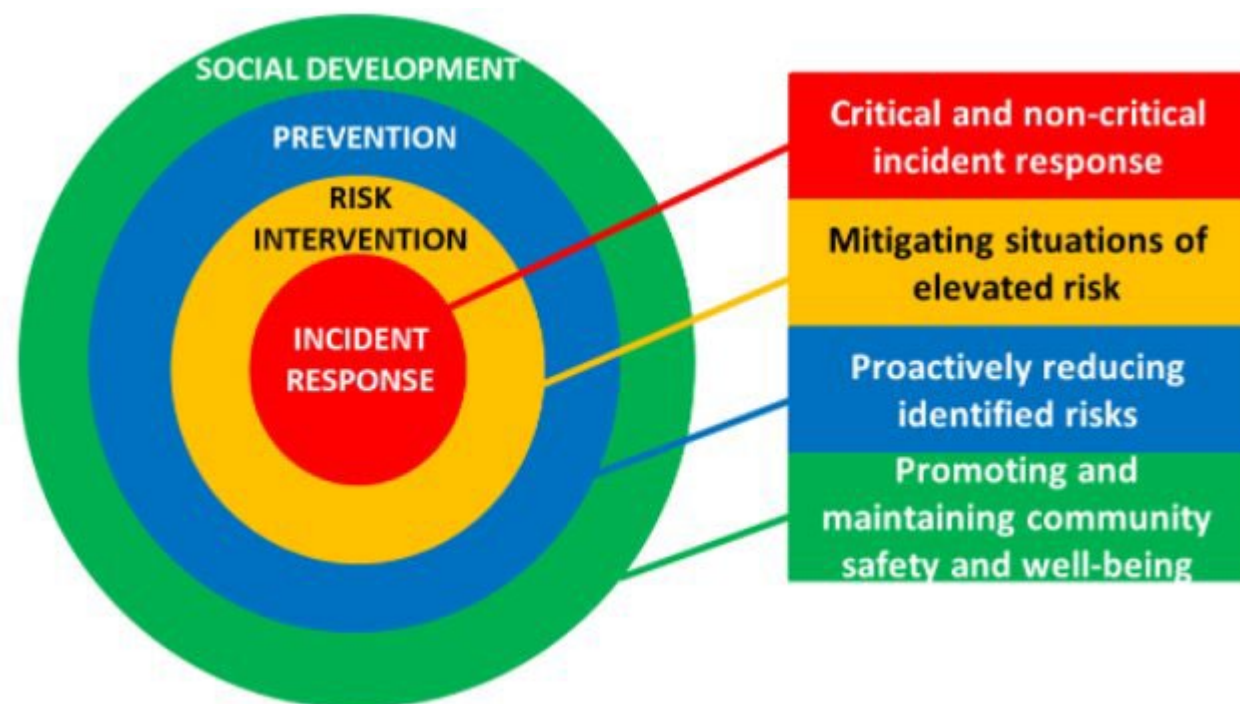 SOCIAL DEVELOPMENT
PREVENTION
RISK
INTERVENTION
INCIDENT
RESPONSE
Critical and non-critical
incident response
Mitigating situations of
elevated risk
Proactively reducing
identified risks
Promoting and
maintaining community
safety and well-being